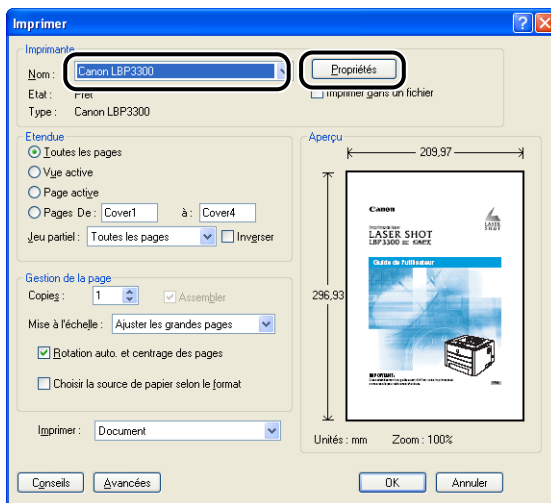 Imprimer
Imprimante
Nom : Canon LBP3300
Propriétés
Etat : Prêt
Imprimer dans un fichier
Type : Canon LBP3300
Etendue
Toutes les pages
Vue active
Page active
Pages De : Cover1 à : Cover4
Jeu partiel : Toutes les pages Inverser
Gestion de la page
Copies : 1 Assembler
Mise à l'échelle : Ajuster les grandes pages
Rotation auto. et centrage des pages
Choisir la source de papier selon le format
Imprimer : Document
Aperçu
209,97
296,93
Canon
LASER SHOT
LBP3300
Guide de l'utilisateur
IMPORTANT:
Unités : mm Zoom : 100%
Conseils Avancées OK Annuler